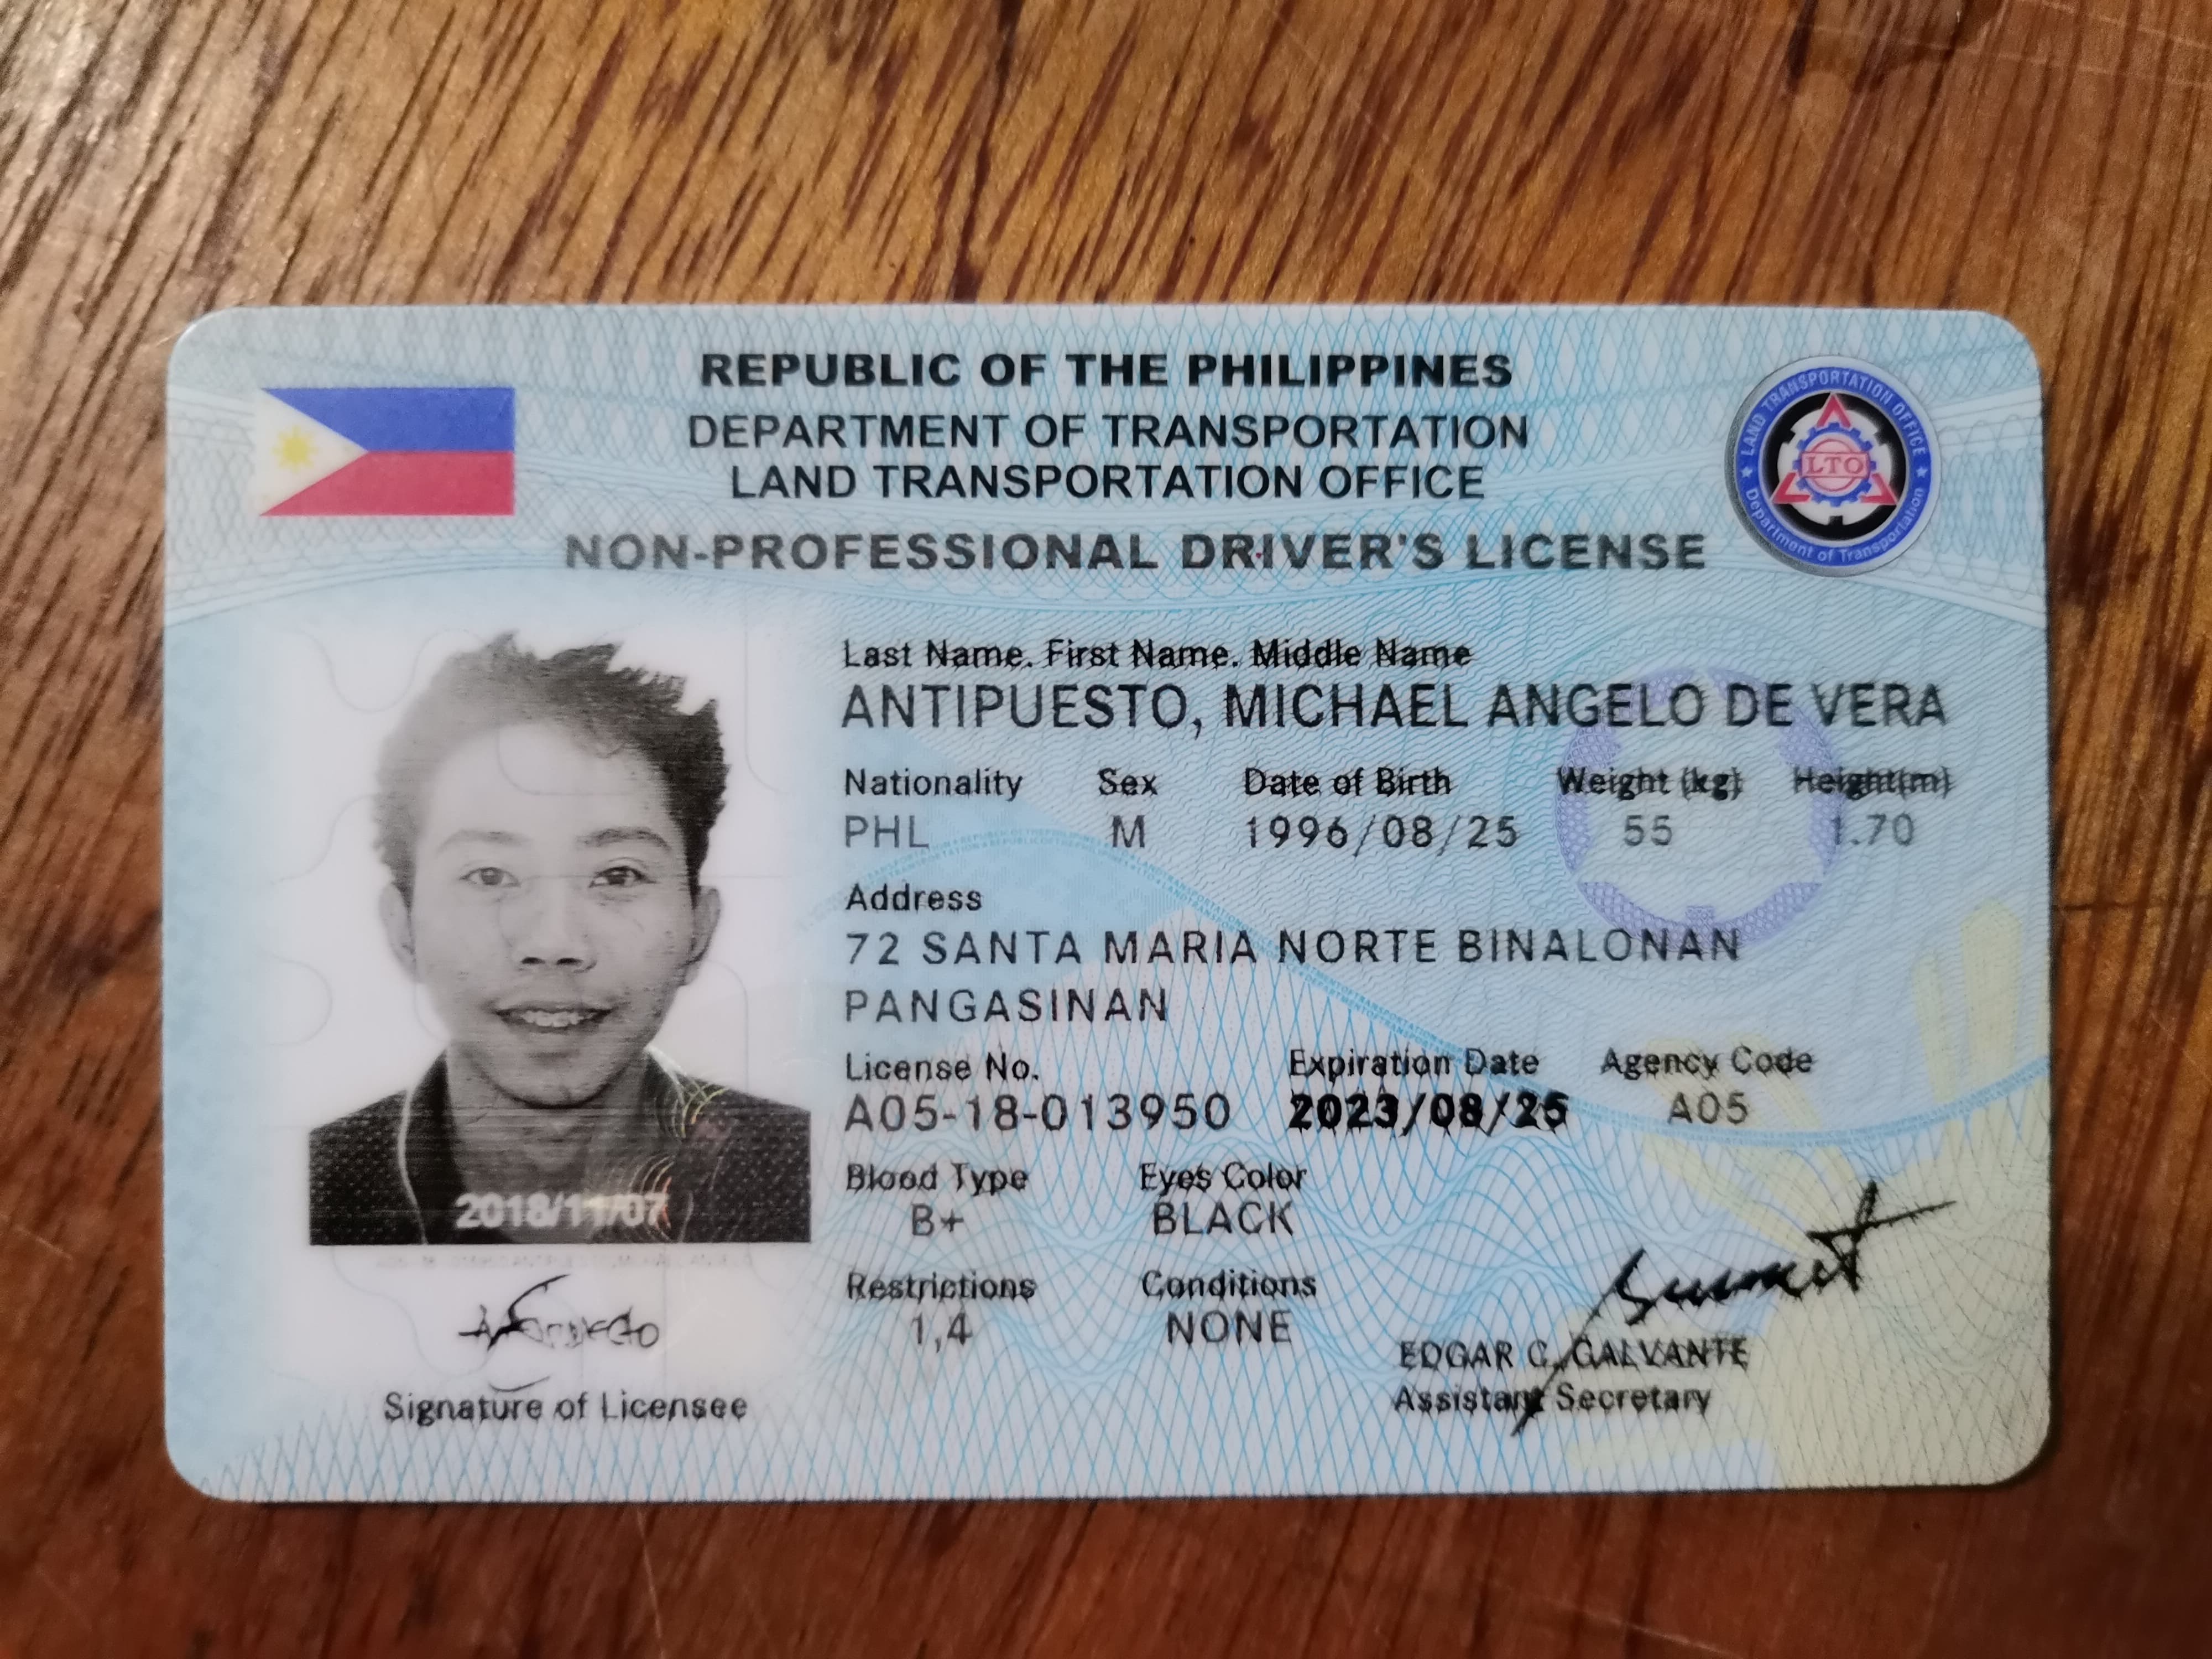 REPUBLIC OF THE PHILIPPINES
DEPARTMENT OF TRANSPORTATION
LAND TRANSPORTATION OFFICE
NON-PROFESSIONAL DRIVER'S LICENSE
LAND TRANSPORTATION OFFICE
LTO
Department of Transportation
Last Name. First Name. Middle Name
ANTIPUESTO, MICHAEL ANGELO DE VERA
Nationality Sex Date of Birth Weight (kg) Height(m)
PHL M 1996/08/25 55 1.70
Address
72 SANTA MARIA NORTE BINALONAN
PANGASINAN
License No. Expiration Date Agency Code
A05-18-013950 2023/08/25 A05
Blood Type Eyes Color
B+ BLACK
Restrictions Conditions
1,4 NONE
2018/11/07
Signature of Licensee
EDGAR C. GALVANTE
Assistant Secretary